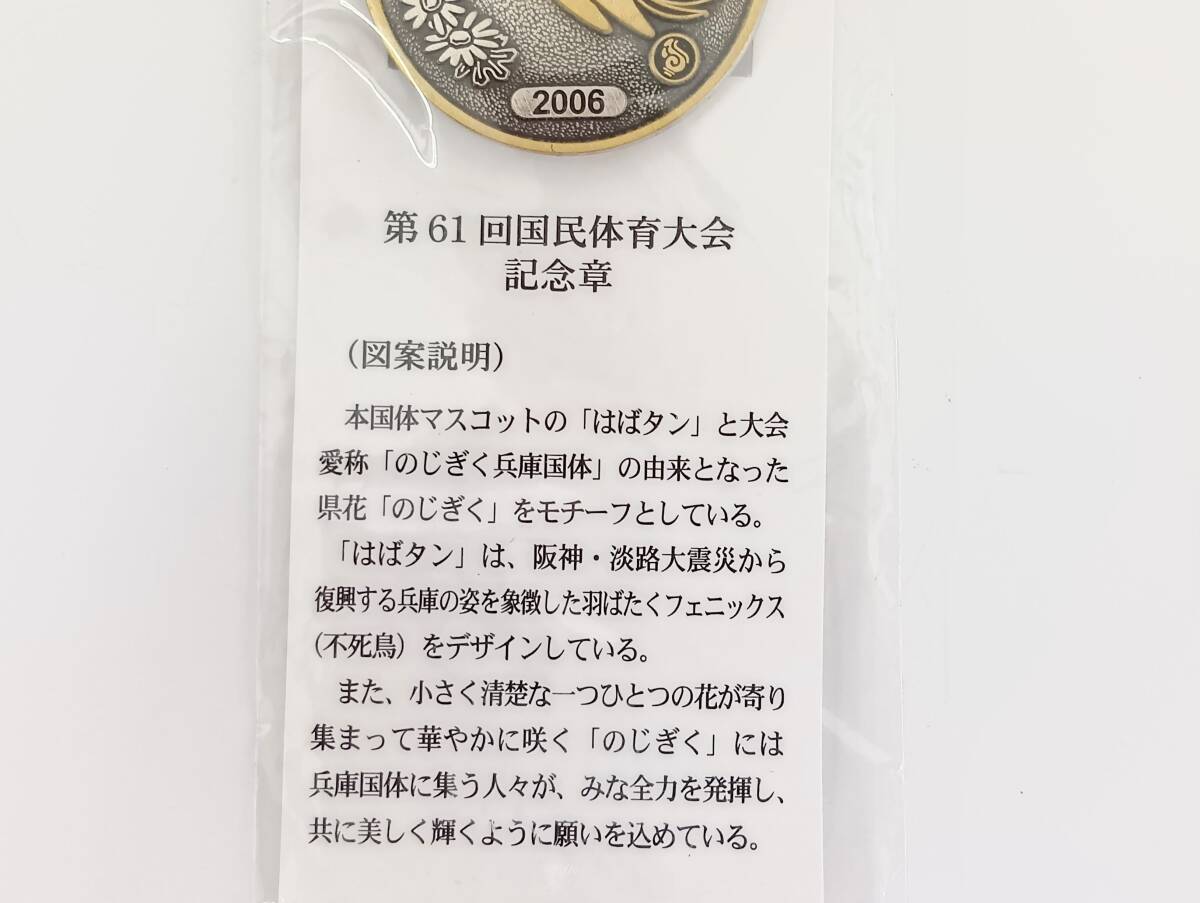 2006
第61回国民体育大会
記念章
（図案説明）
本国体マスコットの「はばタン」と大会
愛称「のじぎく兵庫国体」の由来となった
県花「のじぎく」をモチーフとしている。
「はばタン」は、阪神・淡路大震災から
復興する兵庫の姿を象徴した羽ばたくフェニックス
（不死鳥）をデザインしている。
また、小さく清楚な一つひとつの花が寄り
集まって華やかに咲く「のじぎく」には
兵庫国体に集う人々が、みな全力を発揮し、
共に美しく輝くように願いを込めている。